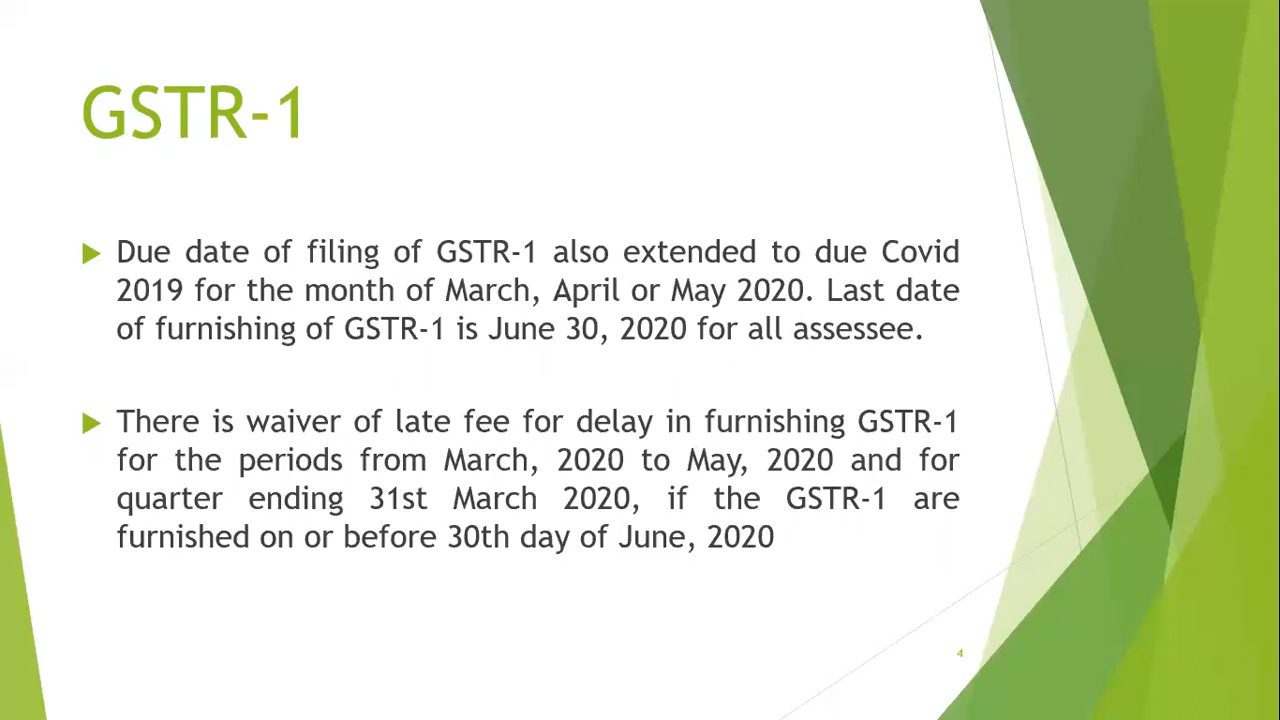 GSTR-1
Due date of filing of GSTR-1 also extended to due Covid
2019 for the month of March, April or May 2020. Last date
of furnishing of GSTR-1 is June 30, 2020 for all assessee.
There is waiver of late fee for delay in furnishing GSTR-1
for the periods from March, 2020 to May, 2020 and for
quarter ending 31st March 2020, if the GSTR-1 are
furnished on or before 30th day of June, 2020
4